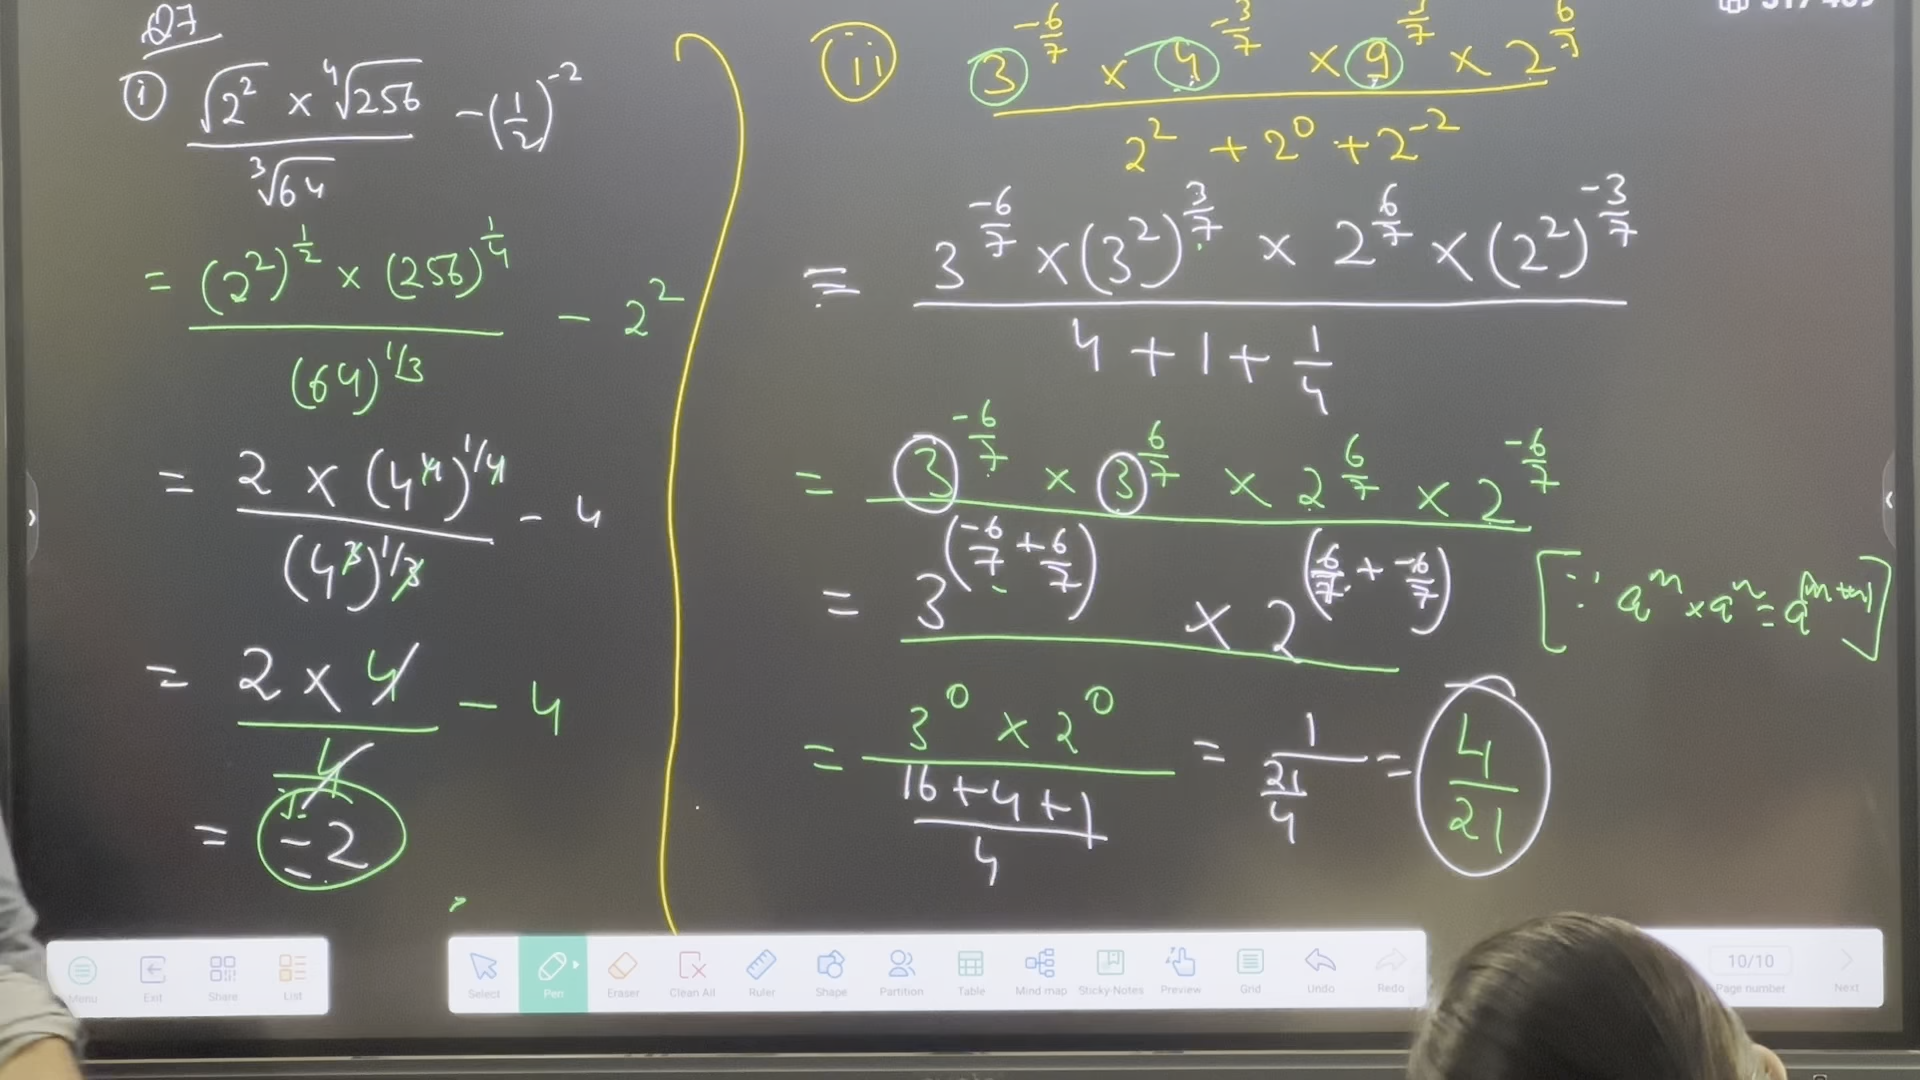 Q7
(i) √2² × ⁴√256 / ³√64 - (1/2)⁻²
= (2²)^(1/2) × (256)^(1/4) / (64)^(1/3) - 2²
= 2 × (4⁴)^(1/4) / (4³)^(1/3) - 4
= 2 × 4 / 4 - 4
= -2
(ii) 3^(-6/7) × 4^(-3/7) × 9^(3/7) × 2^(6/7) / 2² + 2⁰ + 2⁻²
= 3^(-6/7) × (3²)^(3/7) × 2^(6/7) × (2²)^(-3/7) / 4 + 1 + 1/4
= 3^(-6/7) × 3^(6/7) × 2^(6/7) × 2^(-6/7)
= 3^(-6/7 + 6/7) × 2^(6/7 + -6/7) [∵ a^m × a^n = a^(m+n)]
= 3⁰ × 2⁰ / (16+4+1 / 4) = 1 / (21/4) = 4/21
Menu Exit Share List Select Pen Eraser Clean All Ruler Shape Partition Table Mind map Sticky Notes Preview Grid Undo Redo
10/10
Page number Next